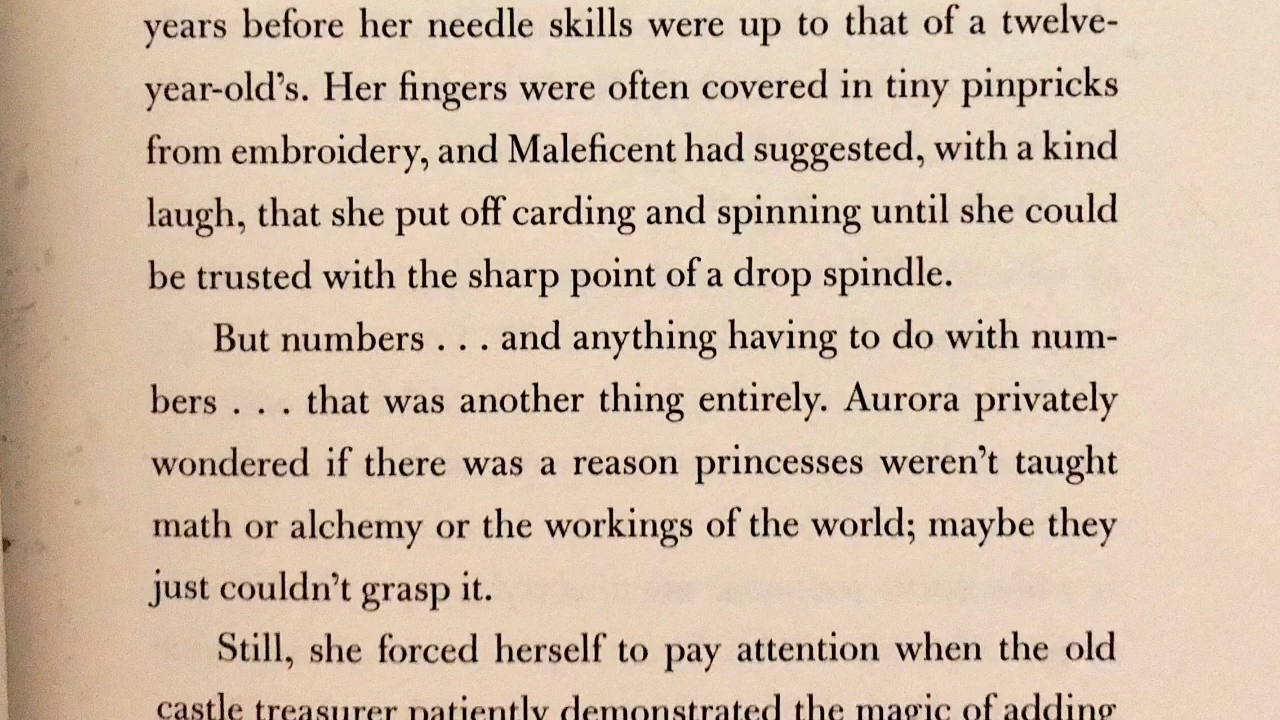 years before her needle skills were up to that of a twelve-
year-old’s. Her fingers were often covered in tiny pinpricks
from embroidery, and Maleficent had suggested, with a kind
laugh, that she put off carding and spinning until she could
be trusted with the sharp point of a drop spindle.
But numbers . . . and anything having to do with num-
bers . . . that was another thing entirely. Aurora privately
wondered if there was a reason princesses weren’t taught
math or alchemy or the workings of the world; maybe they
just couldn’t grasp it.
Still, she forced herself to pay attention when the old
castle treasurer patiently demonstrated the magic of adding